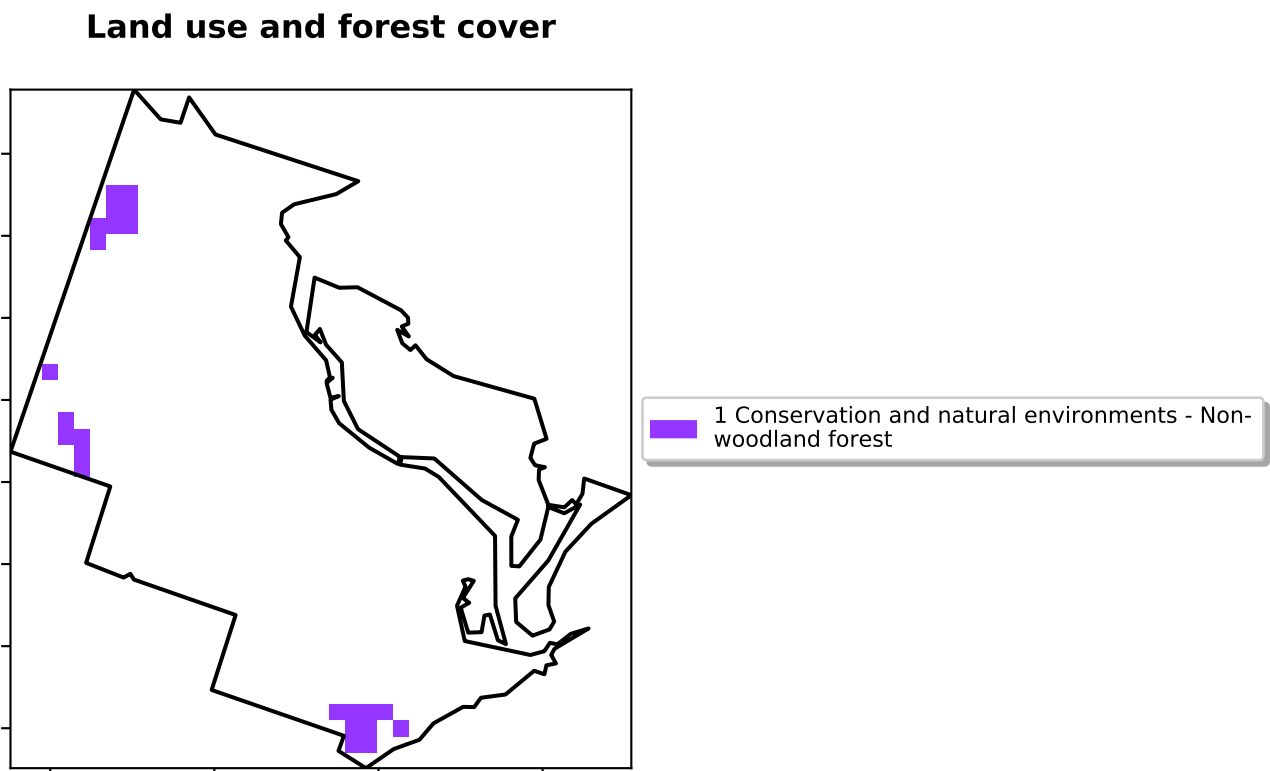 Land use and forest cover
1 Conservation and natural environments - Non-
woodland forest